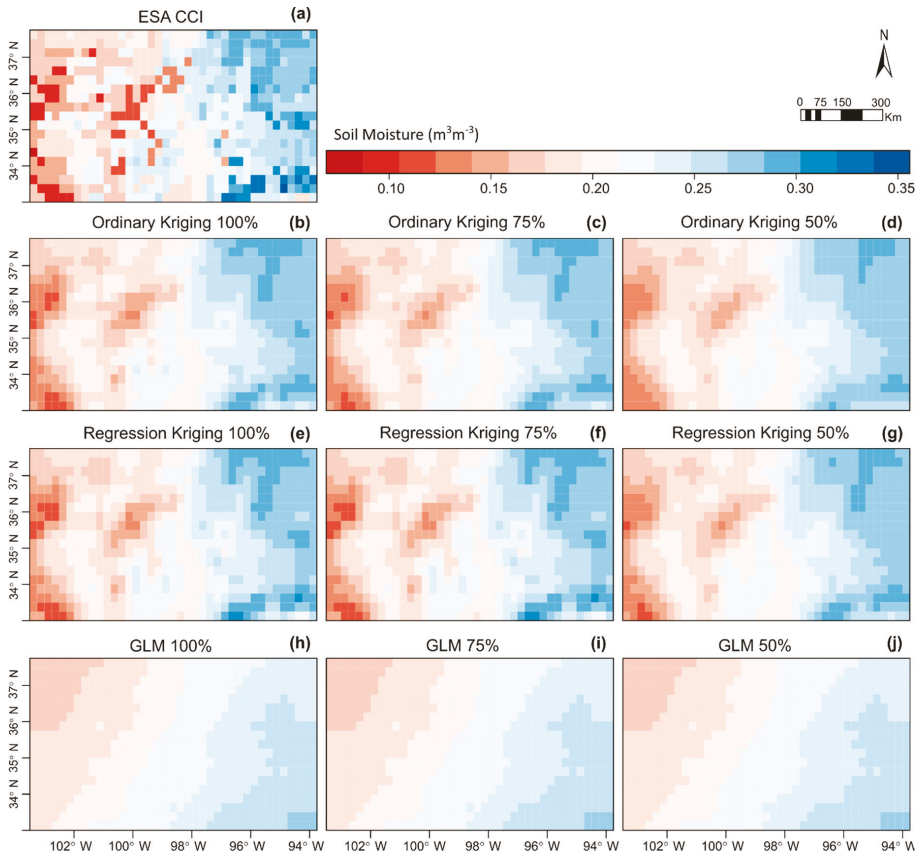 ESA CCI
(a)
37° N
36° N
35° N
34° N
N
0 75 150 300
Km
Soil Moisture (m³m⁻³)
0.10 0.15 0.20 0.25 0.30 0.35
Ordinary Kriging 100% (b)
Ordinary Kriging 75% (c)
Ordinary Kriging 50% (d)
37° N
36° N
35° N
34° N
Regression Kriging 100% (e)
Regression Kriging 75% (f)
Regression Kriging 50% (g)
37° N
36° N
35° N
34° N
GLM 100% (h)
GLM 75% (i)
GLM 50% (j)
37° N
36° N
35° N
34° N
102° W 100° W 98° W 96° W 94° W
102° W 100° W 98° W 96° W 94° W
102° W 100° W 98° W 96° W 94° W